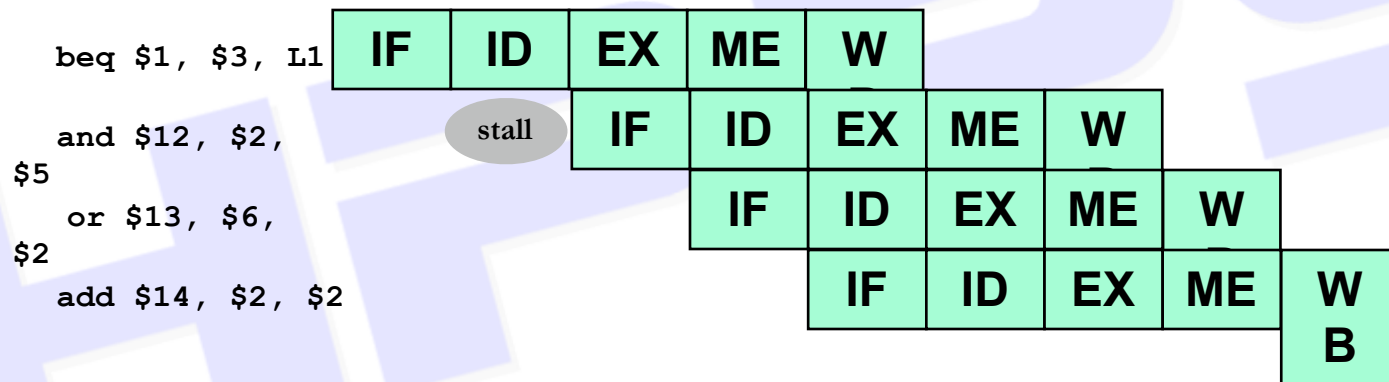 beq $1, $3, L1 IF ID EX ME W
and $12, $2, stall IF ID EX ME W
$5
or $13, $6, IF ID EX ME W
$2
add $14, $2, $2 IF ID EX ME W
B